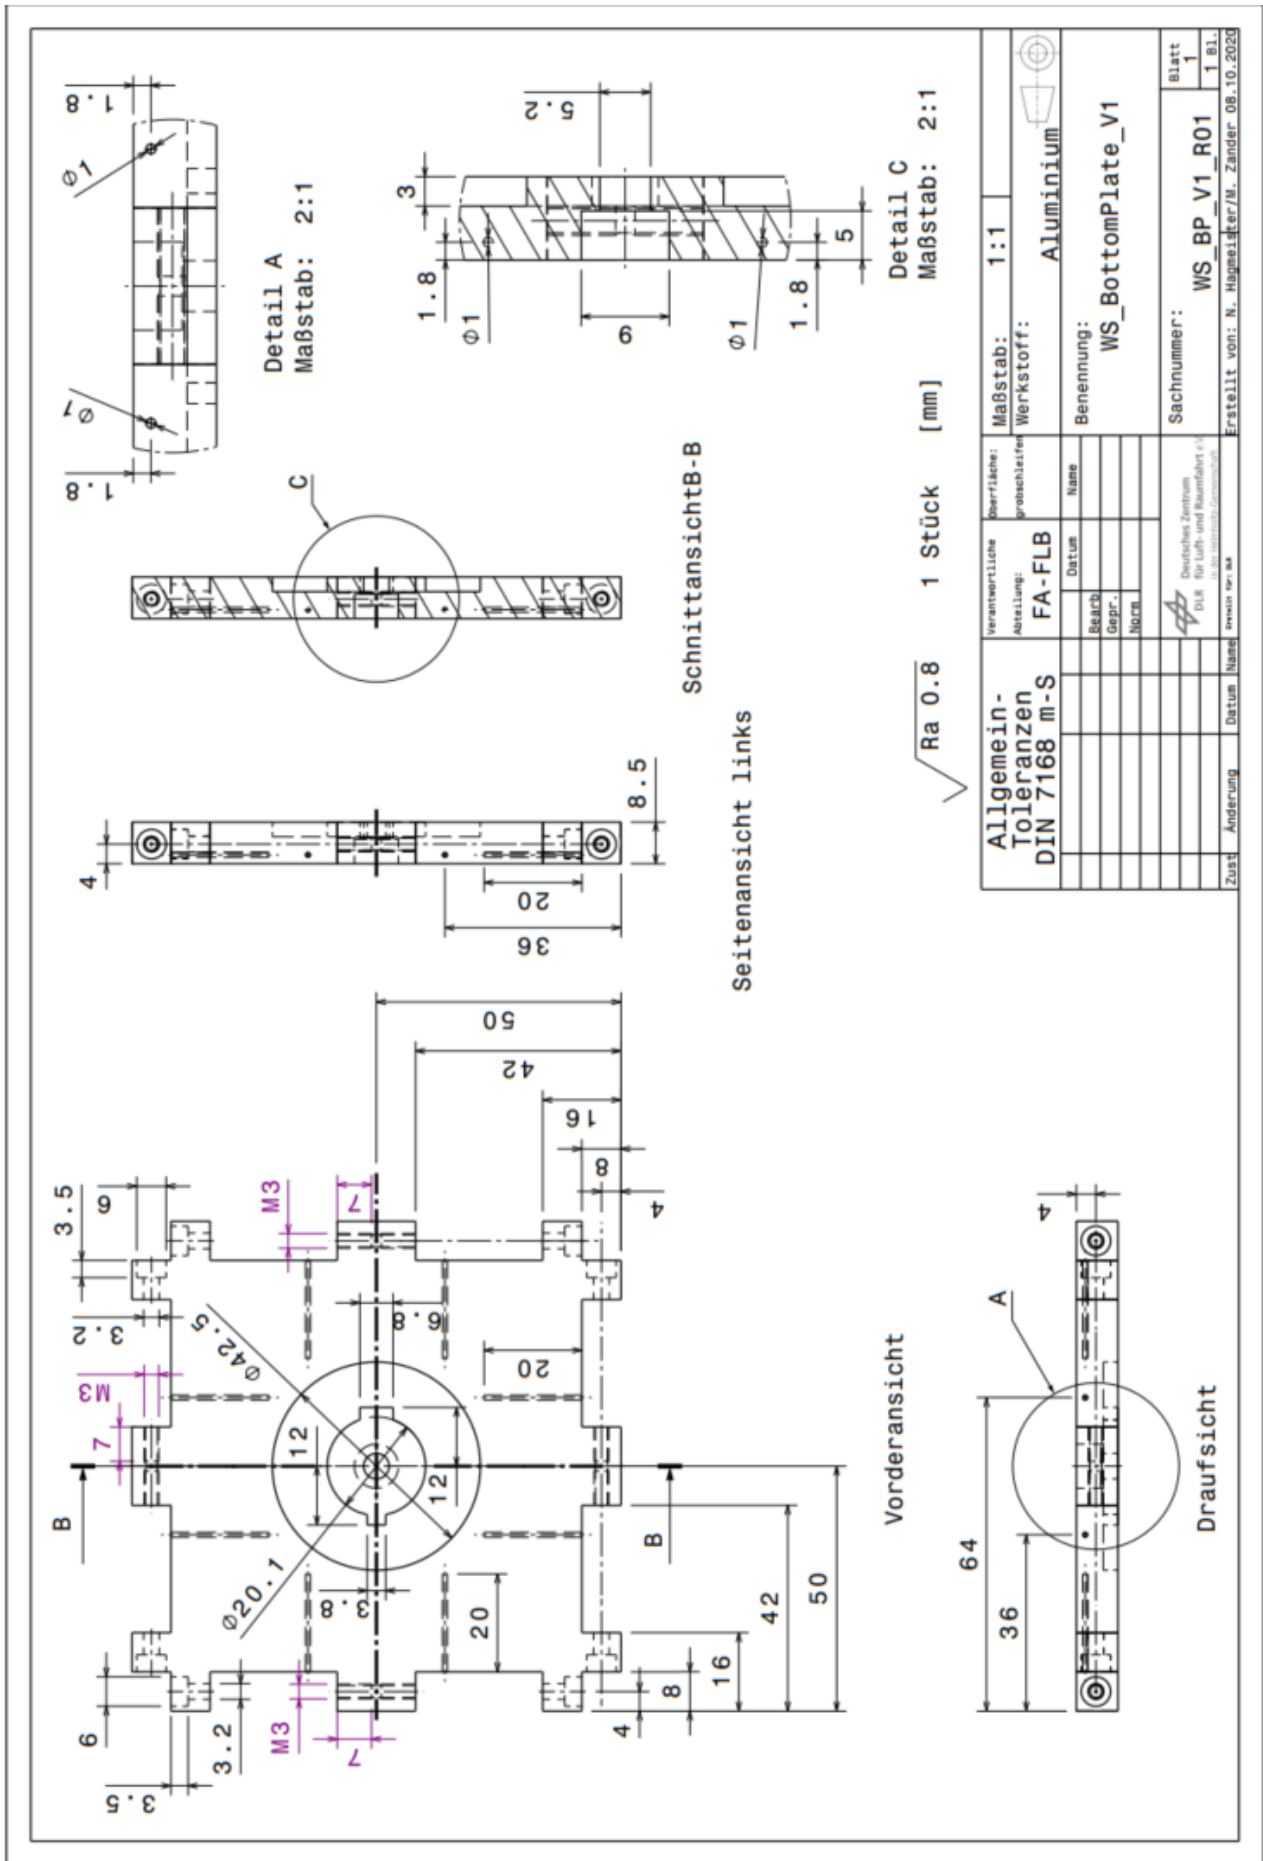 1.8
Ø1
Ø1
1.8
Detail A
Maßstab: 2:1
5.2
3
1.8
Ø1
9
Ø1
1.8
5
Detail C
Maßstab: 2:1
C
SchnittansichtB-B
4
8.5
20
36
Seitenansicht links
Ra 0.8 1 Stück [mm]
50
42
16
8
4
3.5
6
M3
7
3.2
Ø42.5
6.8
M3
20
7
12
12
B
B
Ø20.1
3.8
20
6
3.2
M3
7
3.5
4
8
16
42
50
Vorderansicht
4
A
64
36
Draufsicht
Allgemein-
Toleranzen
DIN 7168 m-S
Verantwortliche
Abteilung:
FA-FLB
Oberfläche:
grobschleifen
Maßstab: 1:1
Werkstoff:
Aluminium
Datum Name
Bearb
Gepr.
Norm
Benennung:
WS_BottomPlate_V1
Deutsches Zentrum
DLR für Luft- und Raumfahrt e.V.
in der Helmholtz-Gemeinschaft
Sachnummer:
WS_BP_V1_R01
Blatt
1
1 Bl.
Zust Änderung Datum Name
Erstellt von: N. Hagmeister/M. Zander 08.10.2020